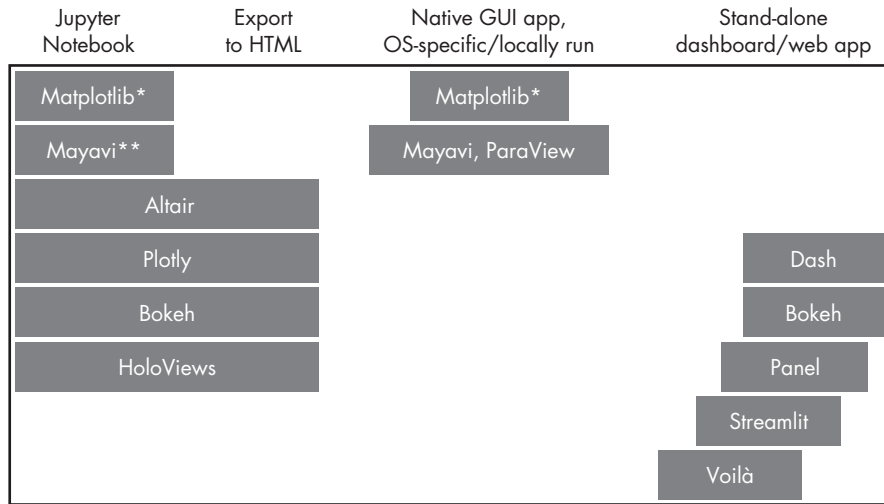 Jupyter
Notebook
Export
to HTML
Native GUI app,
OS-specific/locally run
Stand-alone
dashboard/web app
Matplotlib*
Matplotlib*
Mayavi**
Mayavi, ParaView
Altair
Plotly
Dash
Bokeh
Bokeh
HoloViews
Panel
Streamlit
Voilà